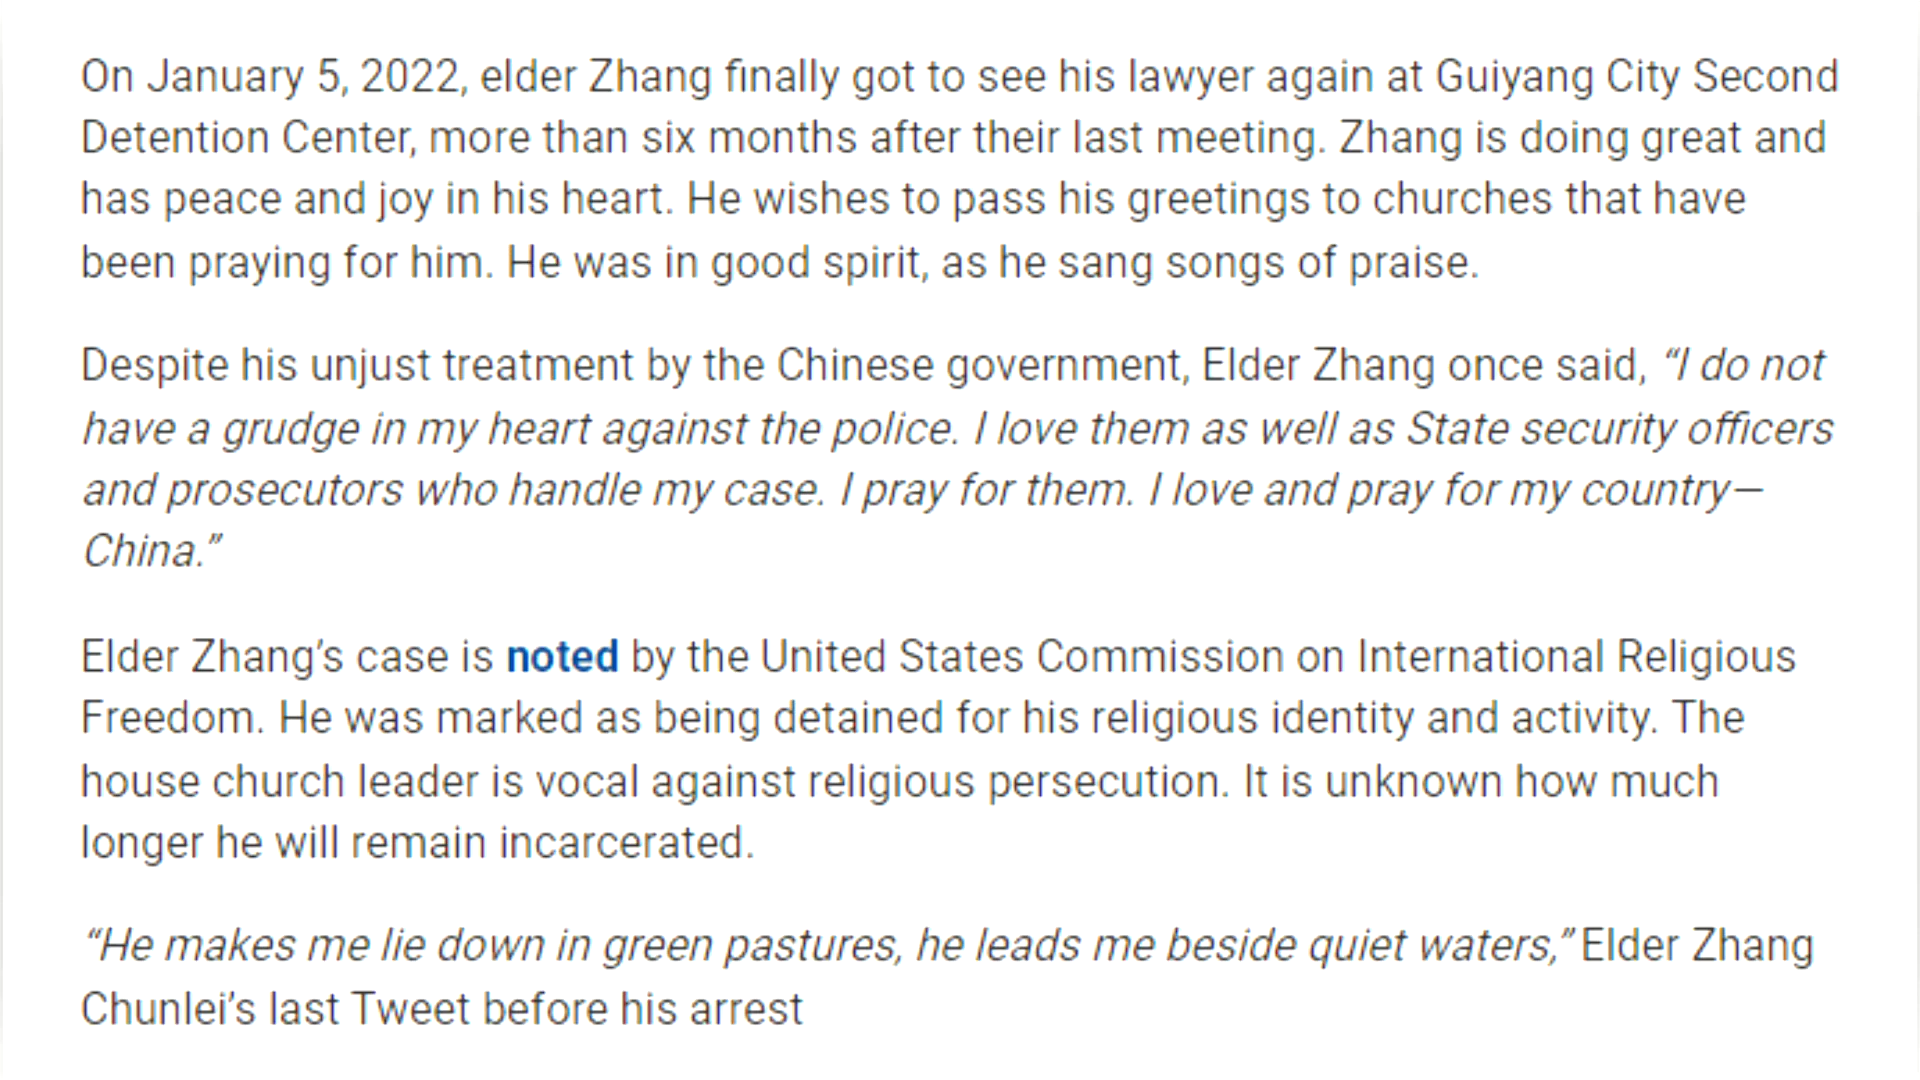 On January 5, 2022, elder Zhang finally got to see his lawyer again at Guiyang City Second
Detention Center, more than six months after their last meeting. Zhang is doing great and
has peace and joy in his heart. He wishes to pass his greetings to churches that have
been praying for him. He was in good spirit, as he sang songs of praise.
Despite his unjust treatment by the Chinese government, Elder Zhang once said, “I do not
have a grudge in my heart against the police. I love them as well as State security officers
and prosecutors who handle my case. I pray for them. I love and pray for my country—
China.”
Elder Zhang’s case is noted by the United States Commission on International Religious
Freedom. He was marked as being detained for his religious identity and activity. The
house church leader is vocal against religious persecution. It is unknown how much
longer he will remain incarcerated.
“He makes me lie down in green pastures, he leads me beside quiet waters,” Elder Zhang
Chunlei’s last Tweet before his arrest